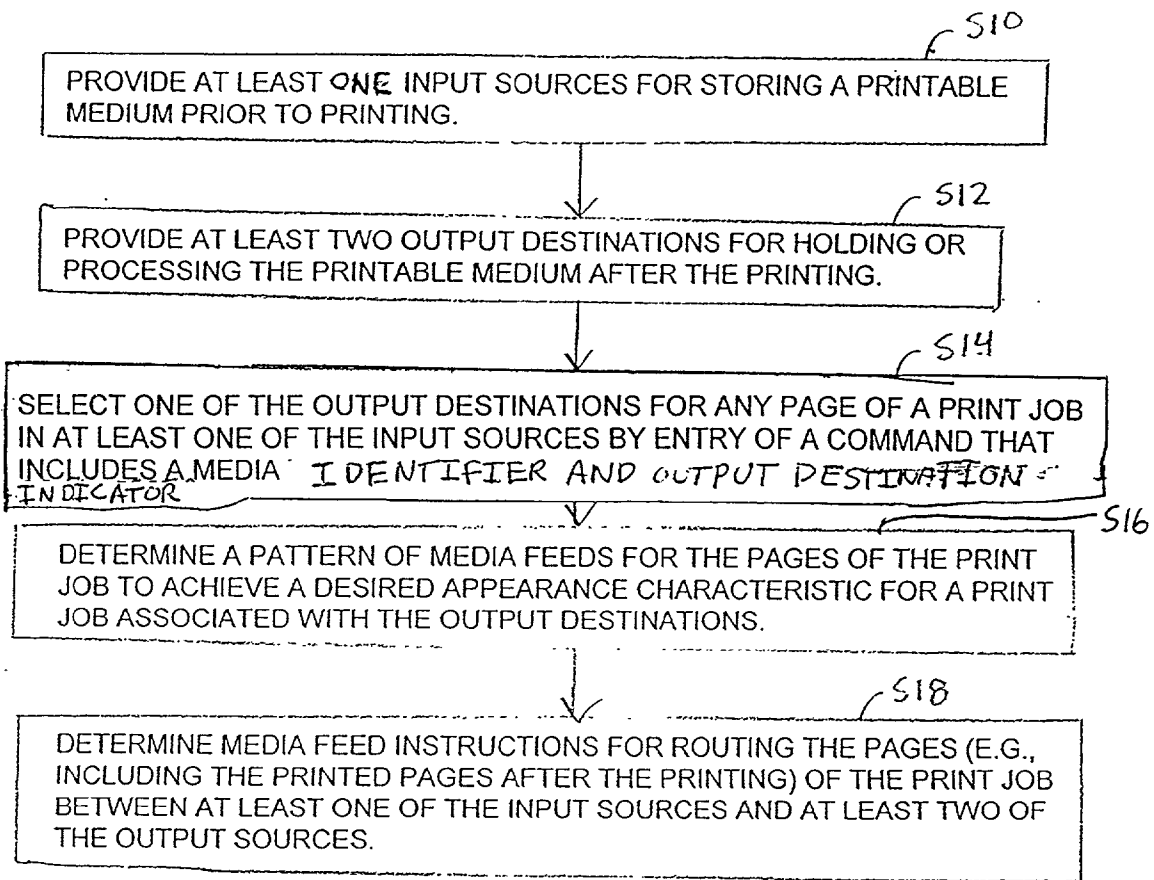 S10
PROVIDE AT LEAST ONE INPUT SOURCES FOR STORING A PRINTABLE
MEDIUM PRIOR TO PRINTING.
S12
PROVIDE AT LEAST TWO OUTPUT DESTINATIONS FOR HOLDING OR
PROCESSING THE PRINTABLE MEDIUM AFTER THE PRINTING.
S14
SELECT ONE OF THE OUTPUT DESTINATIONS FOR ANY PAGE OF A PRINT JOB
IN AT LEAST ONE OF THE INPUT SOURCES BY ENTRY OF A COMMAND THAT
INCLUDES A MEDIA IDENTIFIER AND OUTPUT DESTINATION
INDICATOR
S16
DETERMINE A PATTERN OF MEDIA FEEDS FOR THE PAGES OF THE PRINT
JOB TO ACHIEVE A DESIRED APPEARANCE CHARACTERISTIC FOR A PRINT
JOB ASSOCIATED WITH THE OUTPUT DESTINATIONS.
S18
DETERMINE MEDIA FEED INSTRUCTIONS FOR ROUTING THE PAGES (E.G.,
INCLUDING THE PRINTED PAGES AFTER THE PRINTING) OF THE PRINT JOB
BETWEEN AT LEAST ONE OF THE INPUT SOURCES AND AT LEAST TWO OF
THE OUTPUT SOURCES.